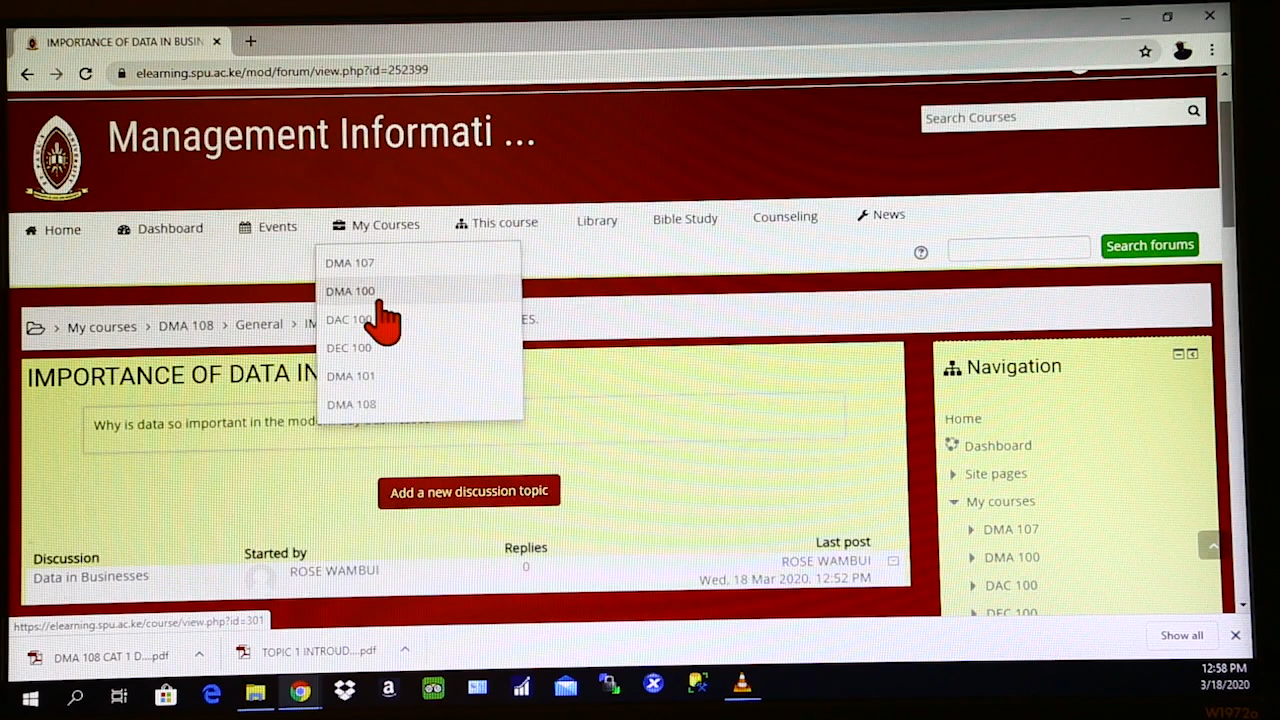 IMPORTANCE OF DATA IN BUSIN
elearning.spu.ac.ke/mod/forum/view.php?id=252399
Management Informati ...
Search Courses
Home
Dashboard
Events
My Courses
This course
Library
Bible Study
Counseling
News
Search forums
DMA 107
DMA 100
DAC 100
DEC 100
DMA 101
DMA 108
My courses > DMA 108 > General > IM
ES.
IMPORTANCE OF DATA IN
Why is data so important in the mod
Add a new discussion topic
Discussion
Started by
Replies
Last post
Data in Businesses
ROSE WAMBUI
0
ROSE WAMBUI
Wed, 18 Mar 2020, 12:52 PM
Navigation
Home
Dashboard
Site pages
My courses
DMA 107
DMA 100
DAC 100
DEC 100
https://elearning.spu.ac.ke/course/view.php?id=301
DMA 108 CAT 1 D....pdf
TOPIC 1 INTROUD....pdf
Show all
12:58 PM
3/18/2020
W1972a